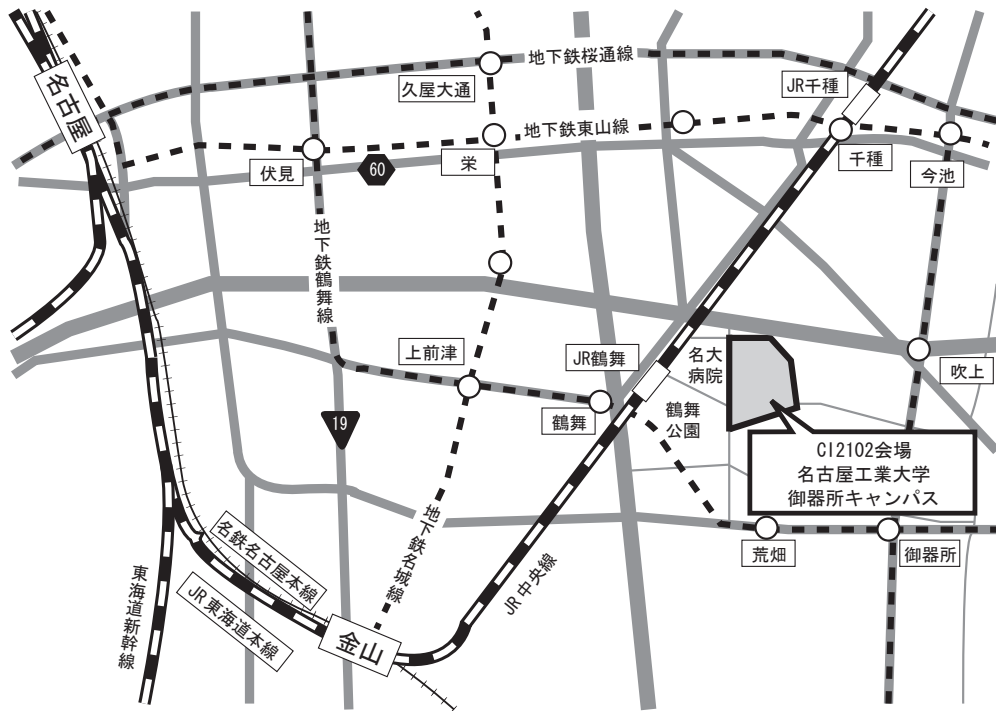 地下鉄桜通線
久屋大通
JR千種
名古屋
地下鉄東山線
伏見
60
栄
千種
今池
地下鉄鶴舞線
上前津
JR鶴舞
名大
病院
吹上
19
鶴舞
鶴舞
公園
CI2102会場
名古屋工業大学
御器所キャンパス
地下鉄名城線
荒畑
御器所
名鉄名古屋本線
JR東海道本線
東海道新幹線
JR中央線
金山